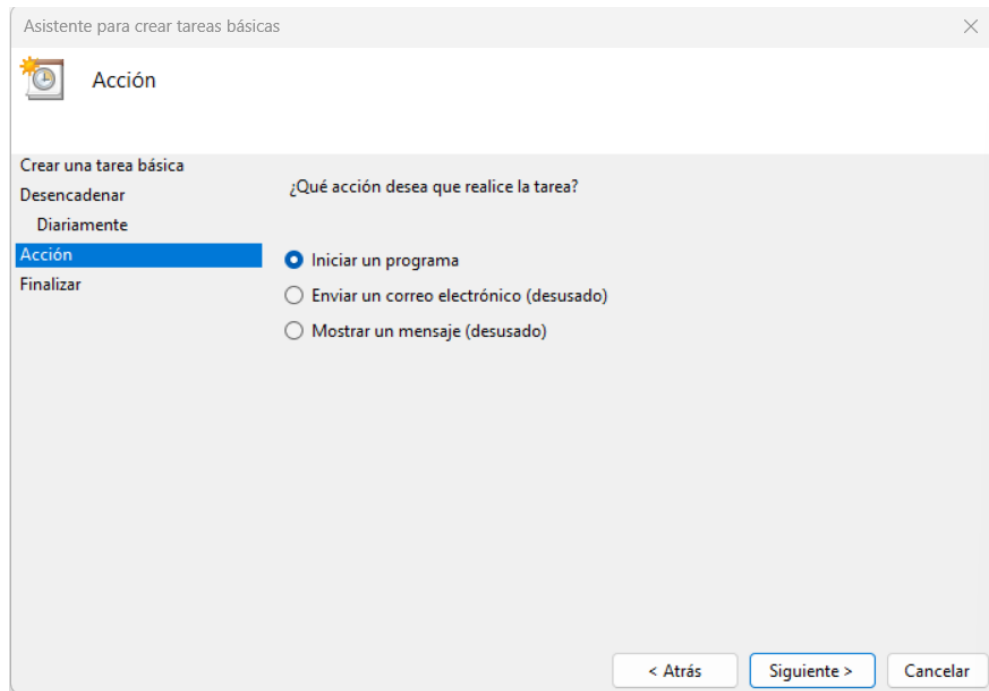 Asistente para crear tareas básicas
Acción
Crear una tarea básica
Desencadenar
Diariamente
Acción
Finalizar
¿Qué acción desea que realice la tarea?
Iniciar un programa
Enviar un correo electrónico (desusado)
Mostrar un mensaje (desusado)
< Atrás
Siguiente >
Cancelar